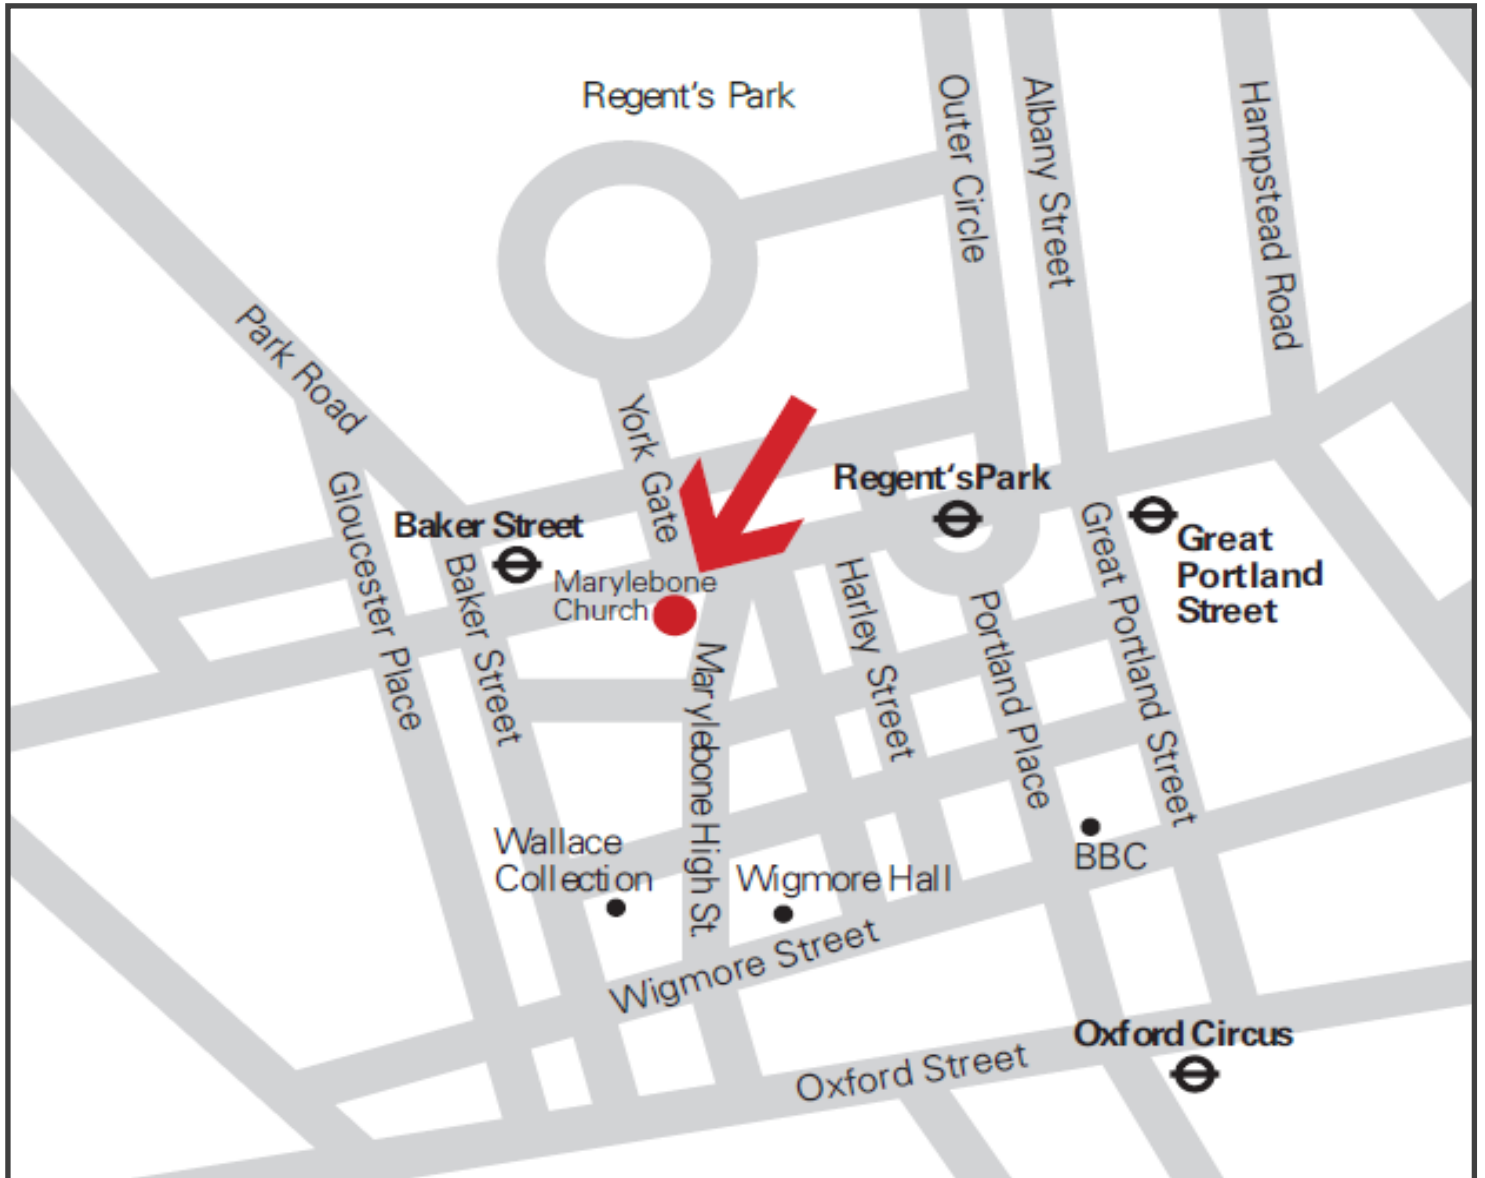 Regent's Park
Outer Circle
Albany Street
Hampstead Road
Park Road
York Gate
Regent'sPark
Gloucester Place
Baker Street
Baker Street
Marylebone
Church
Great
Portland
Street
Harley Street
Portland Place
Great Portland Street
Marylebone High St.
Wallace
Collection
Wigmore Hall
BBC
Wigmore Street
Oxford Circus
Oxford Street